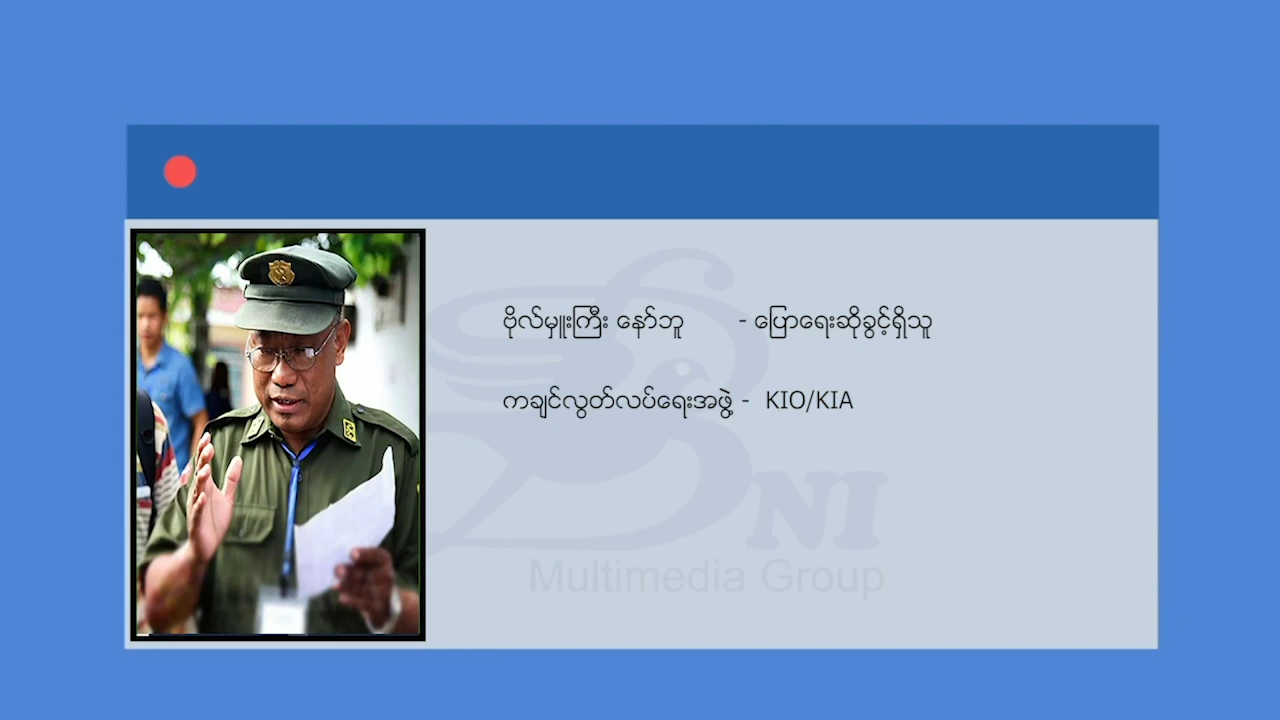 ဗိုလ်မှူးကြီး နော်ဘူ - ပြောရေးဆိုခွင့်ရှိသူ
ကချင်လွတ်လပ်ရေးအဖွဲ့ - KIO/KIA
BNI
Multimedia Group